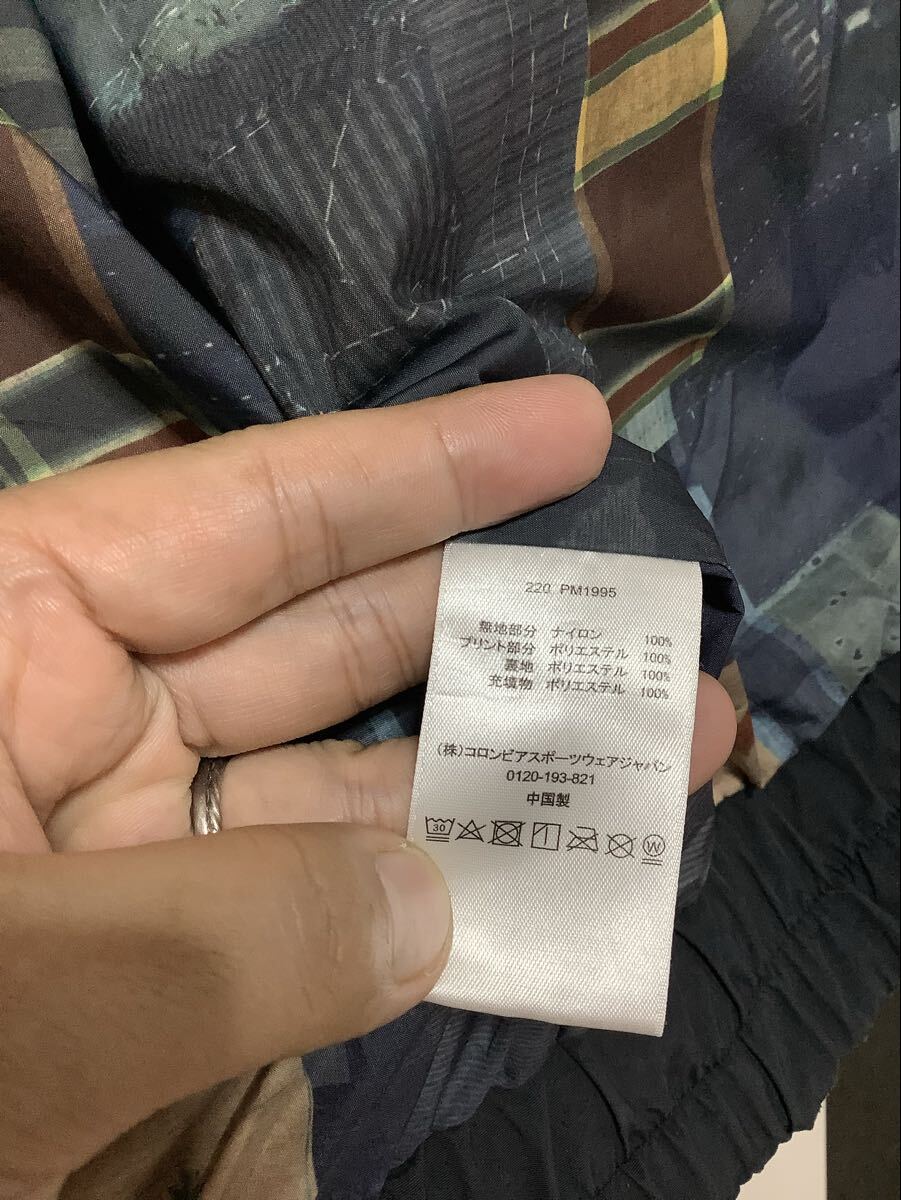 220 PM1995
無地部分 ナイロン 100%
プリント部分 ポリエステル 100%
裏地 ポリエステル 100%
充填物 ポリエステル 100%
(株)コロンビアスポーツウェアジャパン
0120-193-821
中国製
30 W